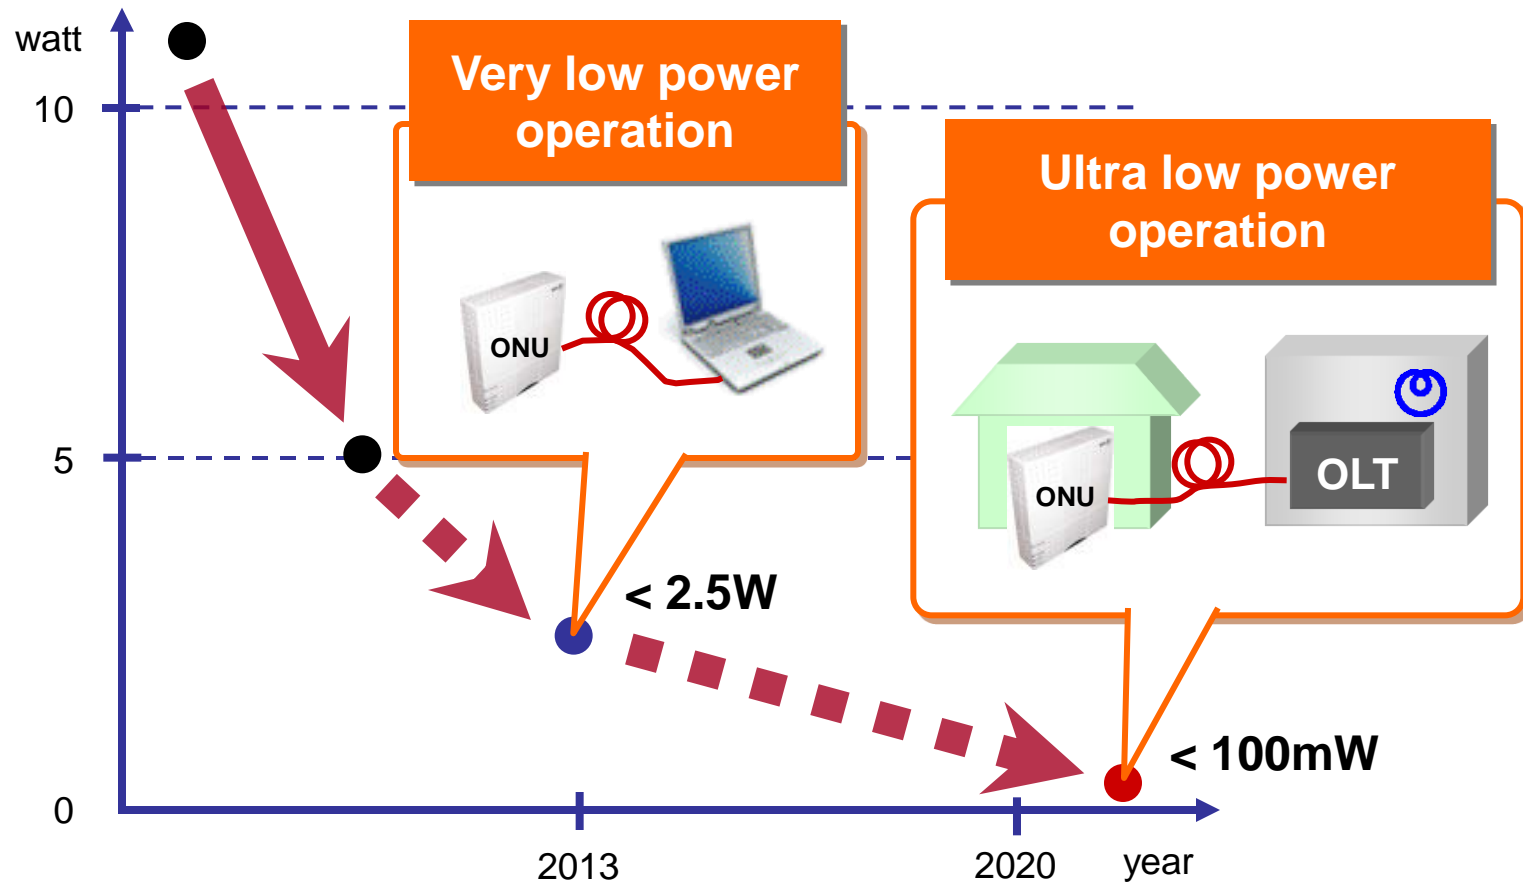 watt
10
5
0
Very low power
operation
ONU
< 2.5W
Ultra low power
operation
ONU
OLT
< 100mW
2013
2020
year